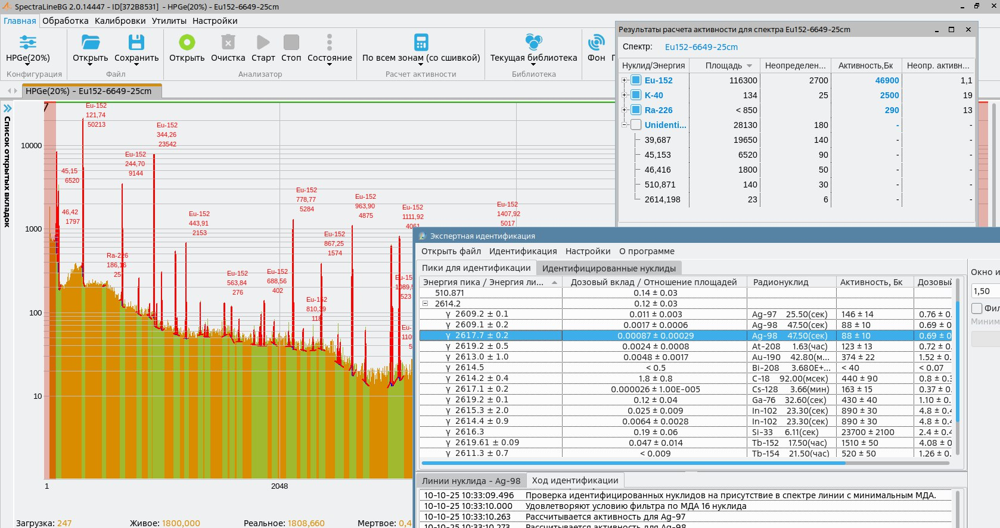 SpectraLineBG 2.0.14447 - ID[372B8531] - HPGe(20%) - Eu152-6649-25cm
Главная Обработка Калибровки Утилиты Настройки
HPGe(20%) Открыть Сохранить Открыть Очистка Старт Стоп Состояние По всем зонам (со сшивкой) Текущая библиотека Фон
Конфигурация Файл Анализатор Расчет активности Библиотека
HPGe(20%) - Eu152-6649-25cm
Список открытых вкладок
10000
1000
100
10
1
2048
Eu-152
121,74
50213
Eu-152
344,26
23542
Eu-152
244,70
9144
45,15
6520
46,42
1797
Eu-152
443,91
2153
Ra-226
186,16
25
Eu-152
563,84
276
Eu-152
688,56
402
Eu-152
778,77
5284
Eu-152
867,25
1574
Eu-152
810,39
118
Eu-152
963,90
4875
Eu-152
1111,92
4061
Eu-152
1407,92
5017
Eu-15
1089,
523
Eu-
110
5
Загрузка: 247 Живое: 1800,000 Реальное: 1808,660 Мертвое: 0,4
Результаты расчета активности для спектра Eu152-6649-25cm
Спектр: Eu152-6649-25cm
Нуклид/Энергия Площадь Неопределен... Активность,Бк Неопр. активн...
Eu-152 116300 2700 46900 1,1
K-40 134 25 2500 19
Ra-226 < 850 290 13
Unidenti... 28130 180 - -
39,687 19650 140 - -
45,153 6520 90 - -
46,416 1800 50 - -
510,871 140 30 - -
2614,198 23 6 - -
Экспертная идентификация
Открыть файл Идентификация Настройки О программе
Пики для идентификации Идентифицированные нуклиды
Энергия пика / Энергия ли... Дозовый вклад / Отношение площадей Радионуклид Активность, Бк Дозовый
510.871 0.14 ± 0.03
2614.2 0.12 ± 0.03
γ 2609.2 ± 0.1 0.011 ± 0.003 Ag-97 25.50(сек) 146 ± 14 0.76 ± 0.
γ 2609.1 ± 0.2 0.0017 ± 0.0006 Ag-98 47.50(сек) 88 ± 10 0.69 ± 0
γ 2617.7 ± 0.2 0.00087 ± 0.00029 Ag-98 47.50(сек) 88 ± 10 0.69 ± 0
γ 2619.2 ± 0.5 0.0024 ± 0.0008 At-208 1.63(час) 123 ± 13 0.72 ± 0.
γ 2613.0 ± 1.0 0.0048 ± 0.0017 Au-190 42.80(м... 374 ± 22 1.52 ± 0.
γ 2614.5 < 0.5 Bi-208 3.680E+... < 40 < 0.07
γ 2614.2 ± 0.4 1.8 ± 0.8 C-18 92.00(мсек) 440 ± 90 0.8 ± 0.3
γ 2617.1 ± 0.2 0.000026 ± 1.00E-005 Cs-128 3.66(мин) 163 ± 15 0.37 ± 0.
γ 2619.2 ± 0.1 0.12 ± 0.04 Ga-76 32.60(сек) 430 ± 40 1.10 ± 0.
γ 2615.3 ± 2.0 0.025 ± 0.009 In-102 23.30(сек) 890 ± 30 4.8 ± 0.4
γ 2614.4 ± 0.9 0.0064 ± 0.0028 In-102 23.30(сек) 890 ± 30 4.8 ± 0.4
γ 2616.3 0.19 ± 0.06 Si-33 6.11(сек) 23700 ± 2100 2.4 ± 0.4
γ 2619.61 ± 0.09 0.047 ± 0.014 Tb-152 17.50(час) 1510 ± 50 4.08 ± 0
γ 2611.3 ± 0.7 < 0.009 Tb-154 21.50(час) 520 ± 50 1.26 ± 0.
Окно и
1,50
Фил
Миним
Линии нуклида - Ag-98 Ход идентификации
10-10-25 10:33:09.496 Проверка идентифицированных нуклидов на присутствие в спектре линии с минимальным МДА.
10-10-25 10:33:10.000 Удовлетворяют условию фильтра по МДА 16 нуклида
10-10-25 10:33:10.263 Рассчитывается активность для Ag-97
10-10-25 10:33:10.273 Рассчитывается активность для Ag-98